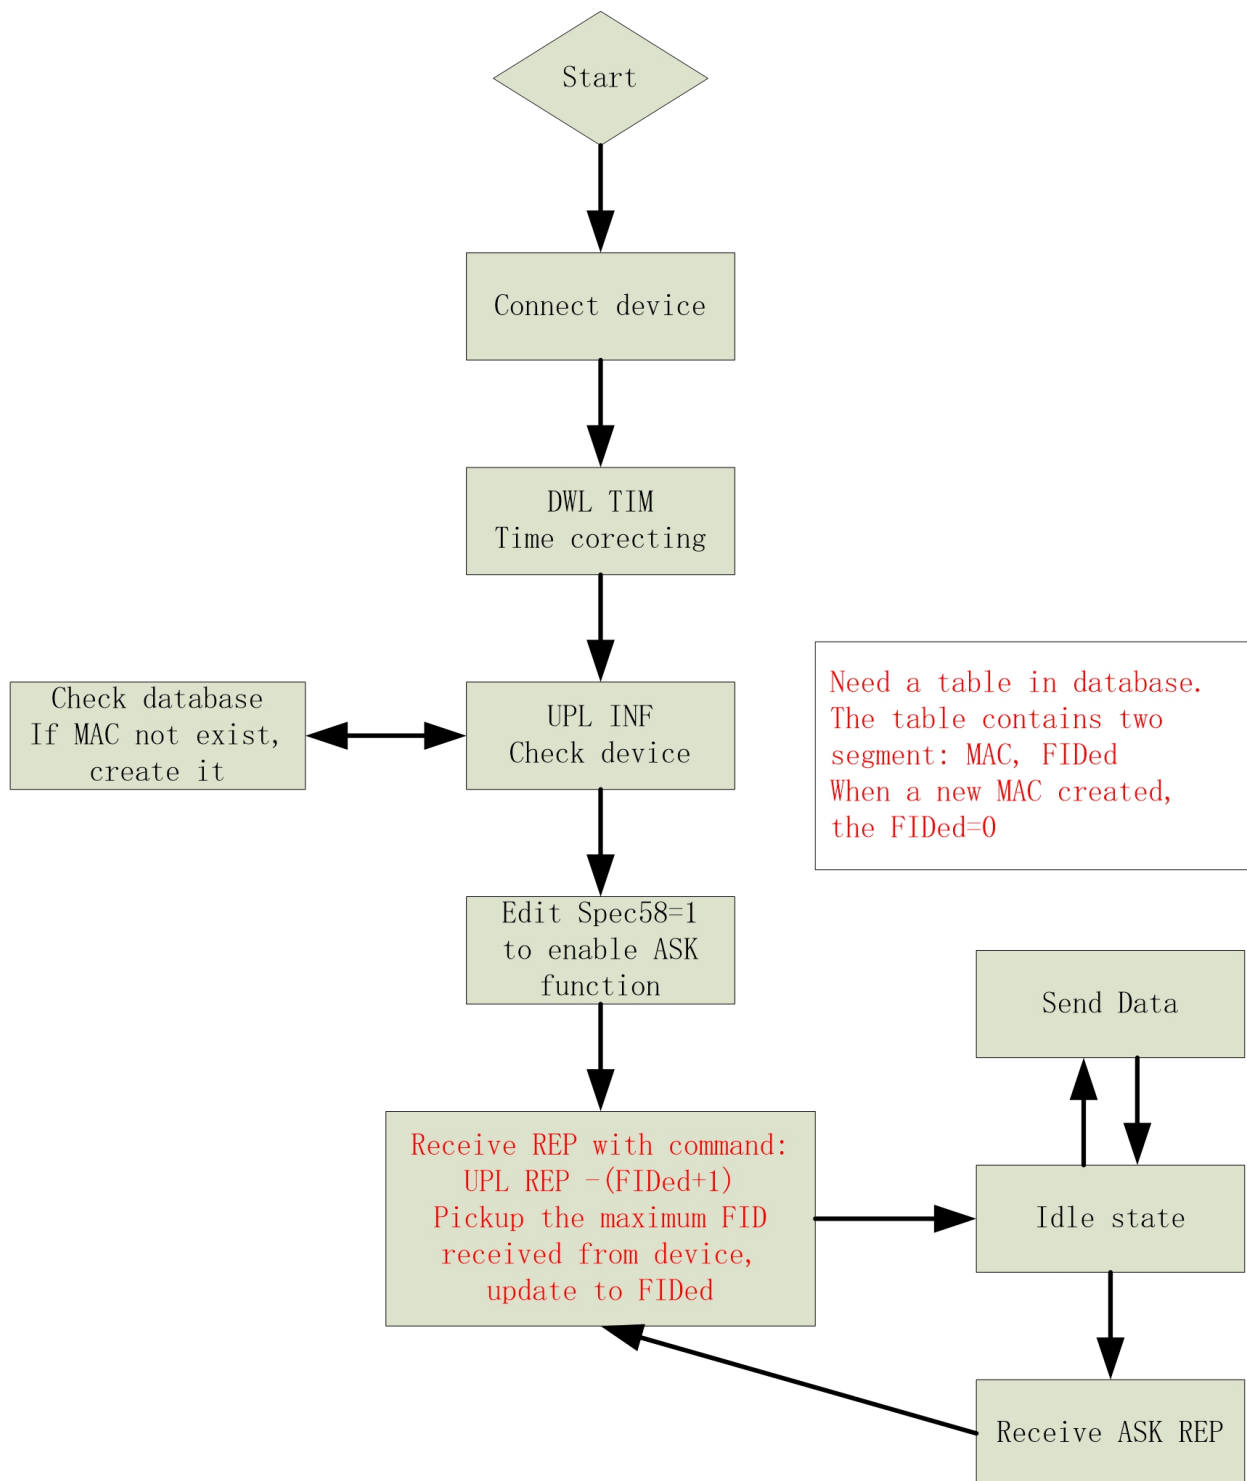 Start
Connect device
DWL TIM
Time corecting
Check database
If MAC not exist,
create it
UPL INF
Check device
Need a table in database.
The table contains two
segment: MAC, FIDed
When a new MAC created,
the FIDed=0
Edit Spec58=1
to enable ASK
function
Send Data
Receive REP with command:
UPL REP -(FIDed+1)
Pickup the maximum FID
received from device,
update to FIDed
Idle state
Receive ASK REP